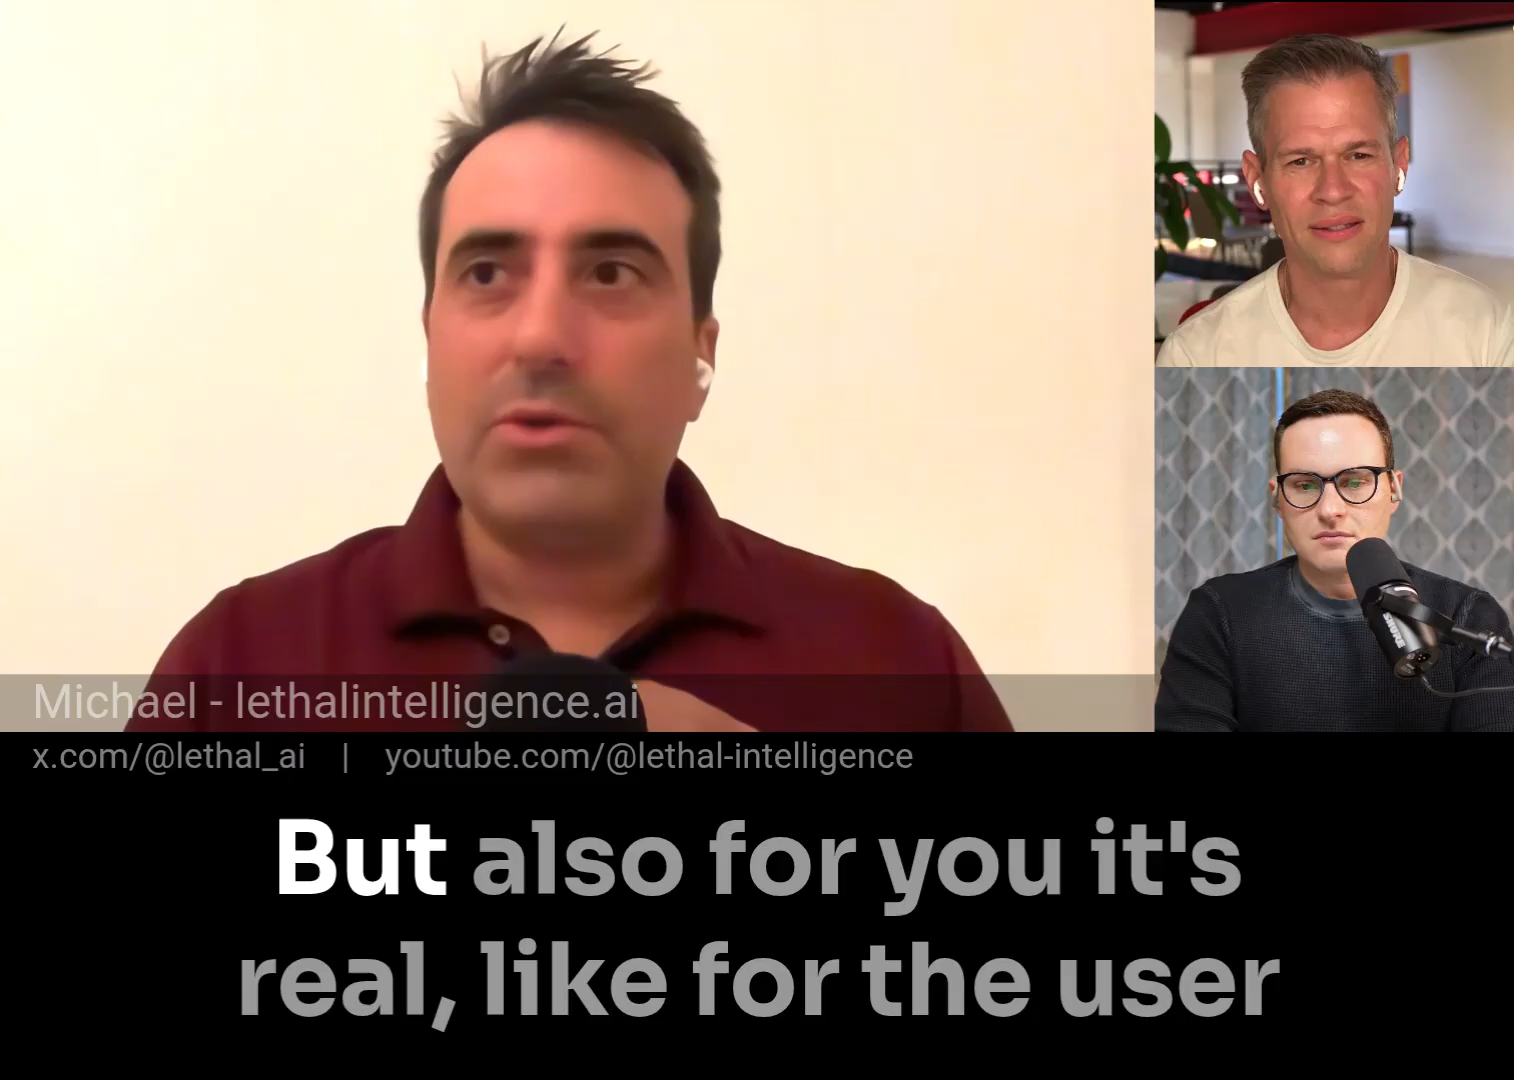 Michael - lethalintelligence.ai
x.com/@lethal_ai | youtube.com/@lethal-intelligence
But also for you it's
real, like for the user
SHURE